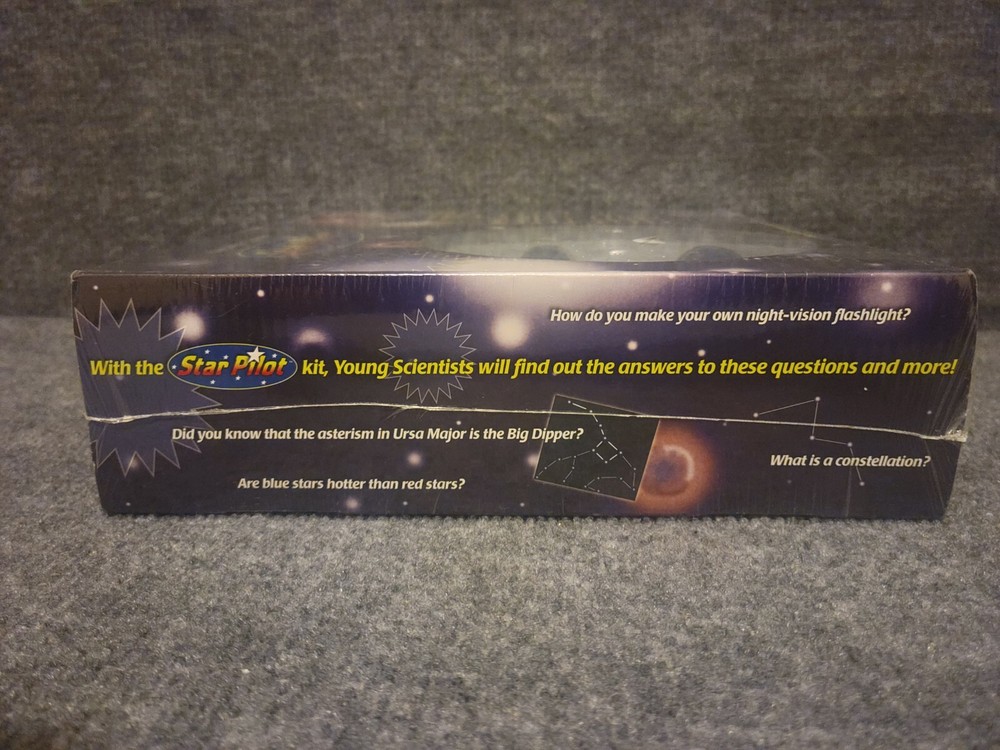 How do you make your own night-vision flashlight?
With the Star Pilot kit, Young Scientists will find out the answers to these questions and more!
Did you know that the asterism in Ursa Major is the Big Dipper?
What is a constellation?
Are blue stars hotter than red stars?